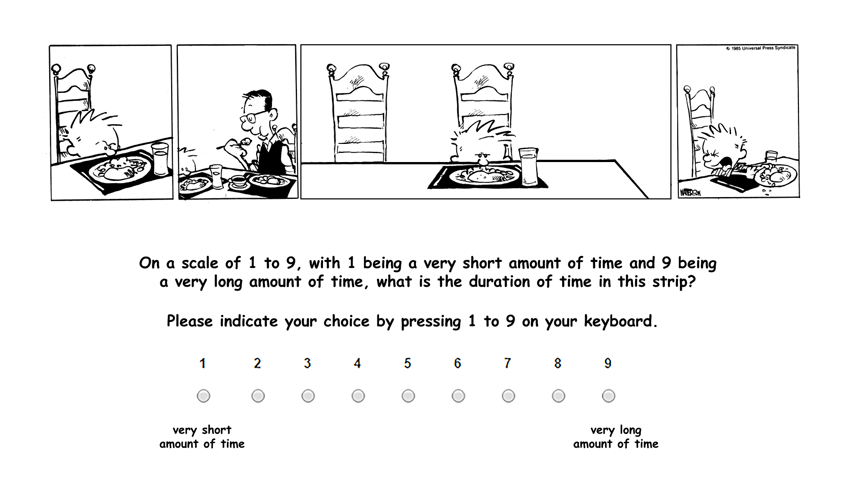 © 1985 Universal Press Syndicate
WATTERSON
On a scale of 1 to 9, with 1 being a very short amount of time and 9 being
a very long amount of time, what is the duration of time in this strip?
Please indicate your choice by pressing 1 to 9 on your keyboard.
1 2 3 4 5 6 7 8 9
very short
amount of time
very long
amount of time